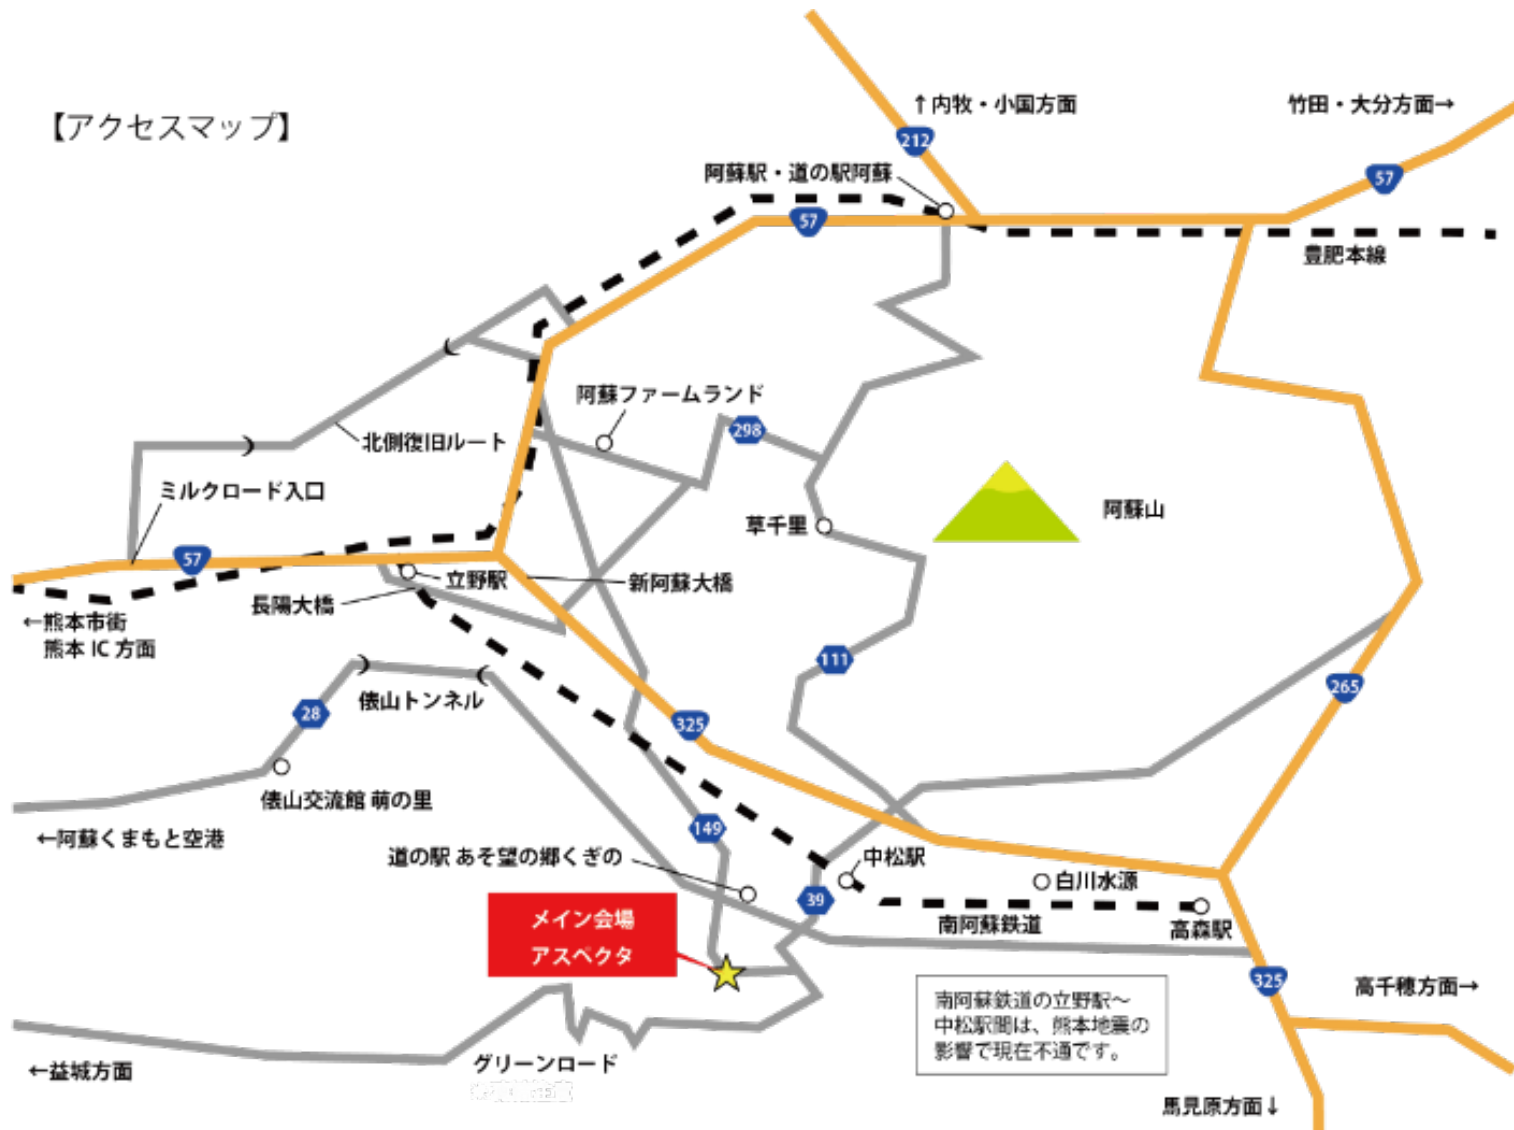 【アクセスマップ】
↑内牧・小国方面
竹田・大分方面→
212
57
阿蘇駅・道の駅阿蘇
57
豊肥本線
阿蘇ファームランド
298
北側復旧ルート
ミルクロード入口
阿蘇山
草千里
57
立野駅
新阿蘇大橋
長陽大橋
←熊本市街
熊本 IC 方面
111
265
俵山トンネル
28
325
俵山交流館 萌の里
←阿蘇くまもと空港
149
道の駅 あそ望の郷くぎの
中松駅
39
白川水源
南阿蘇鉄道
高森駅
メイン会場
アスペクタ
325
高千穂方面→
南阿蘇鉄道の立野駅～
中松駅間は、熊本地震の
影響で現在不通です。
グリーンロード
←益城方面
馬見原方面↓